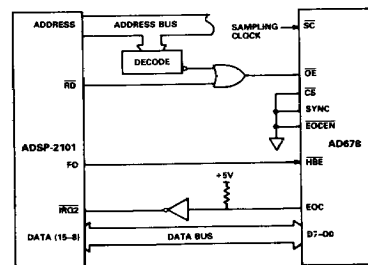 ADDRESS
ADDRESS BUS
SAMPLING
CLOCK
SC
DECODE
OE
RD
CS
SYNC
EOCEN
ADSP-2101
AD678
FO
HBE
+5V
IRQ2
EOC
DATA (15–8)
DATA BUS
D7–D0